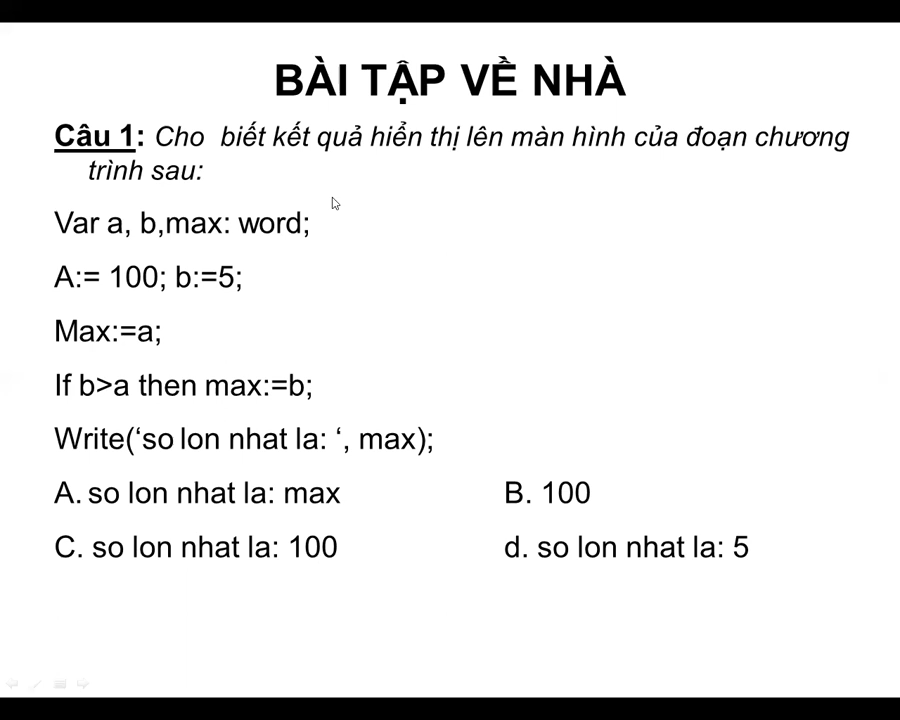 BÀI TẬP VỀ NHÀ
Câu 1: Cho biết kết quả hiển thị lên màn hình của đoạn chương
trình sau:
Var a, b,max: word;
A:= 100; b:=5;
Max:=a;
If b>a then max:=b;
Write(‘so lon nhat la: ‘, max);
A. so lon nhat la: max B. 100
C. so lon nhat la: 100 d. so lon nhat la: 5